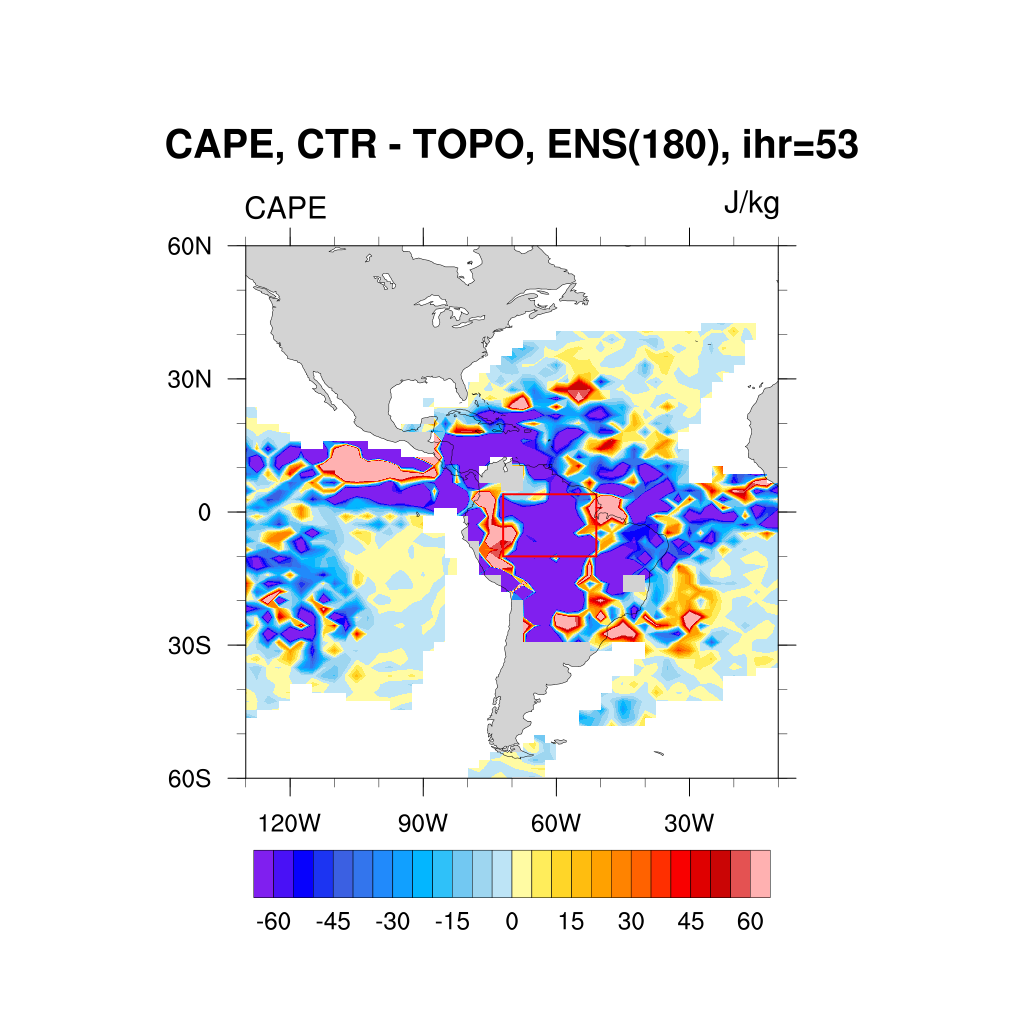 CAPE, CTR - TOPO, ENS(180), ihr=53
CAPE J/kg
60N
30N
0
30S
60S
120W 90W 60W 30W
-60 -45 -30 -15 0 15 30 45 60